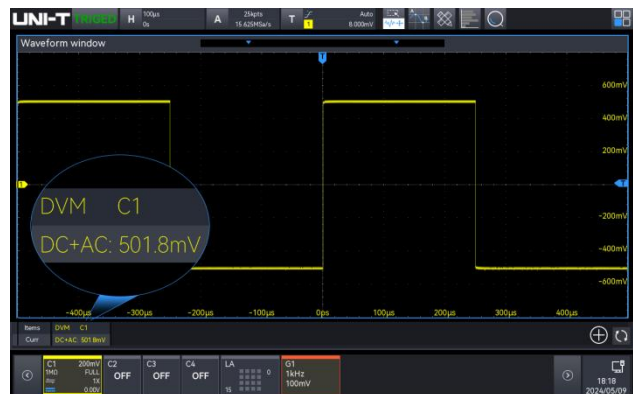 UNI-T TRIGED H 100μs 0s A 25kpts 15.625MSa/s T 1 Auto 8.000mV
Waveform window
T
600mV
400mV
200mV
1 T
DVM C1
-200mV
DC+AC: 501.8mV
-400mV
-600mV
-400μs -300μs -200μs -100μs 0ps 100μs 200μs 300μs 400μs
Items DVM C1
Curr DC+AC: 501.8mV
C1 200mV C2 C3 C4 LA G1
1MΩ FULL OFF OFF OFF 0 1kHz
1X 100mV
0.00V 15
18:18
2024/05/09